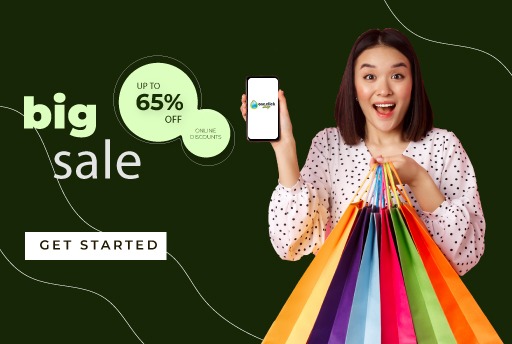 big
sale
UP TO
65%
OFF
ONLINE
DISCOUNTS
GET STARTED